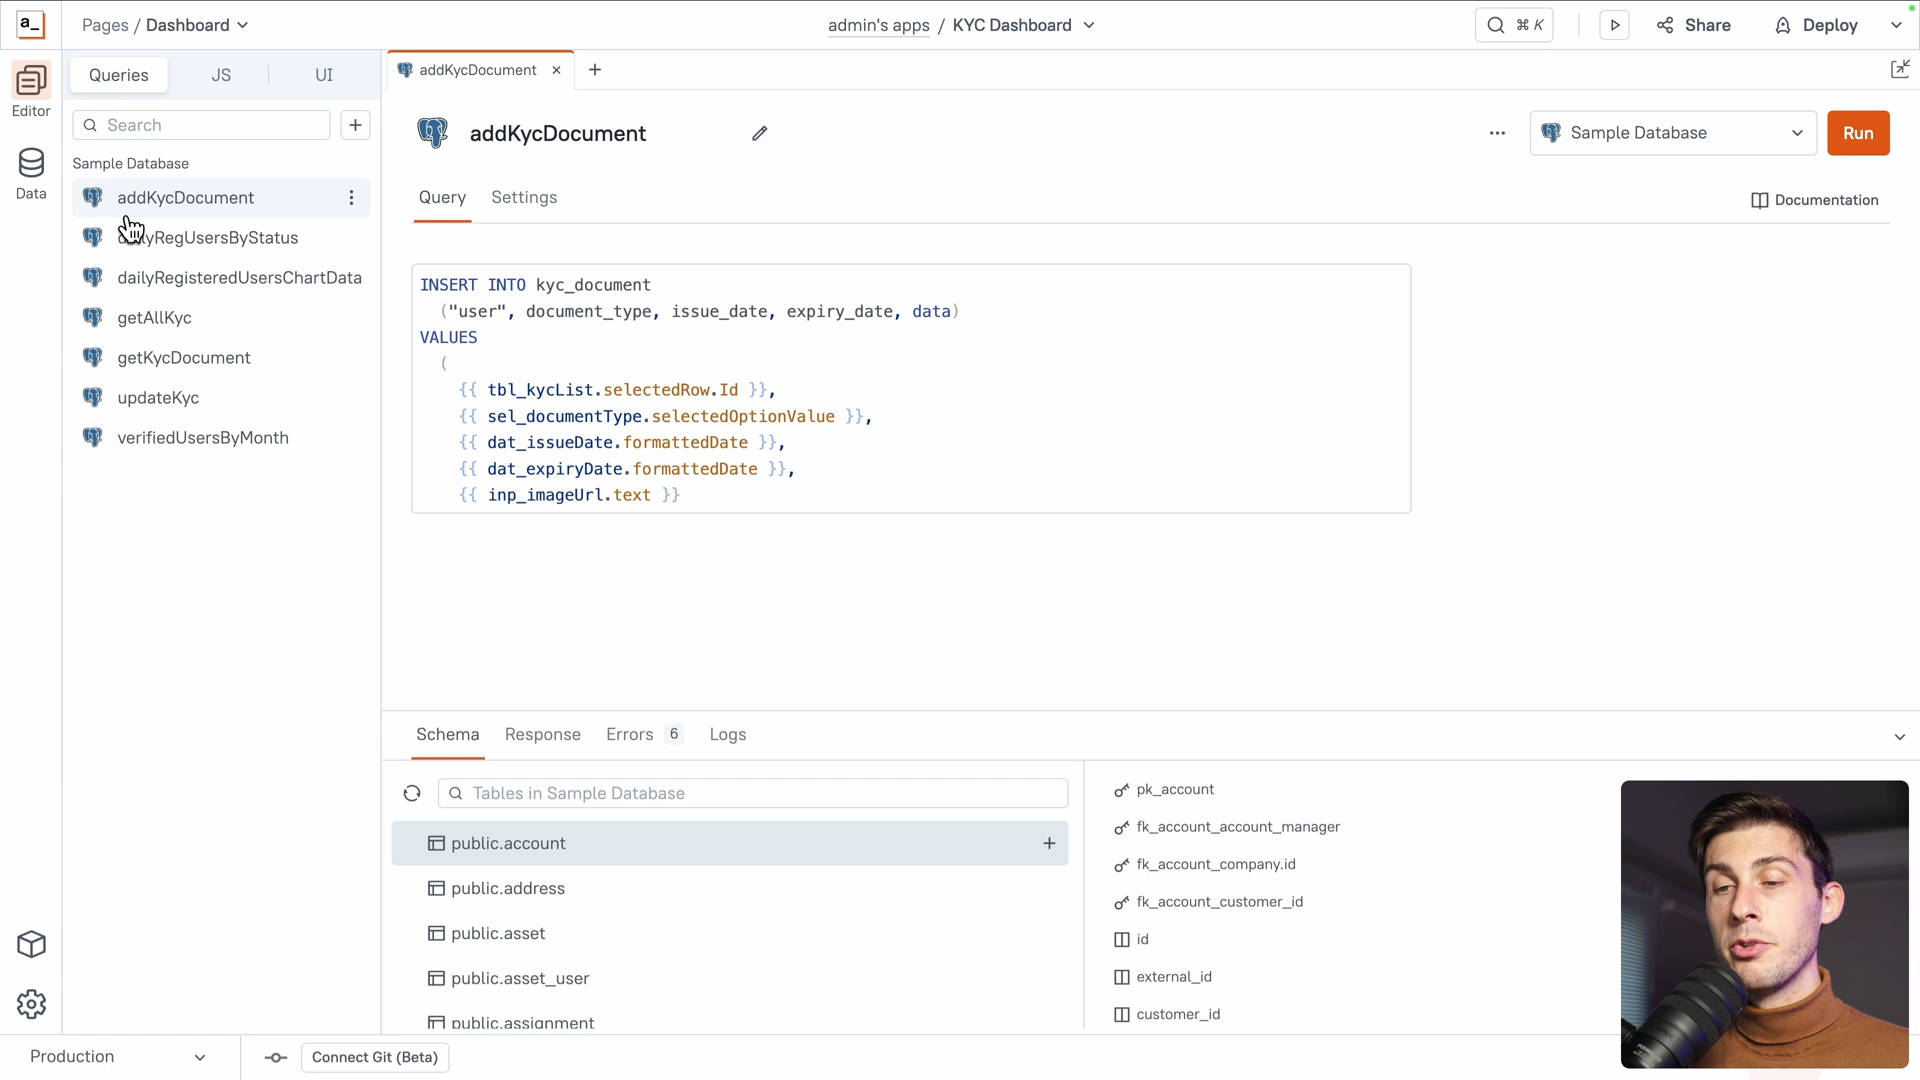 a_
Pages / Dashboard
admin's apps / KYC Dashboard
⌘ K
Share
Deploy
Editor
Data
Queries
JS
UI
Search
Sample Database
addKycDocument
RegUsersByStatus
dailyRegisteredUsersChartData
getAllKyc
getKycDocument
updateKyc
verifiedUsersByMonth
addKycDocument
addKycDocument
Sample Database
Run
Query
Settings
Documentation
INSERT INTO kyc_document
("user", document_type, issue_date, expiry_date, data)
VALUES
(
{{ tbl_kycList.selectedRow.Id }},
{{ sel_documentType.selectedOptionValue }},
{{ dat_issueDate.formattedDate }},
{{ dat_expiryDate.formattedDate }},
{{ inp_imageUrl.text }}
Schema
Response
Errors 6
Logs
Tables in Sample Database
public.account
public.address
public.asset
public.asset_user
public.assignment
pk_account
fk_account_account_manager
fk_account_company.id
fk_account_customer_id
id
external_id
customer_id
Production
Connect Git (Beta)